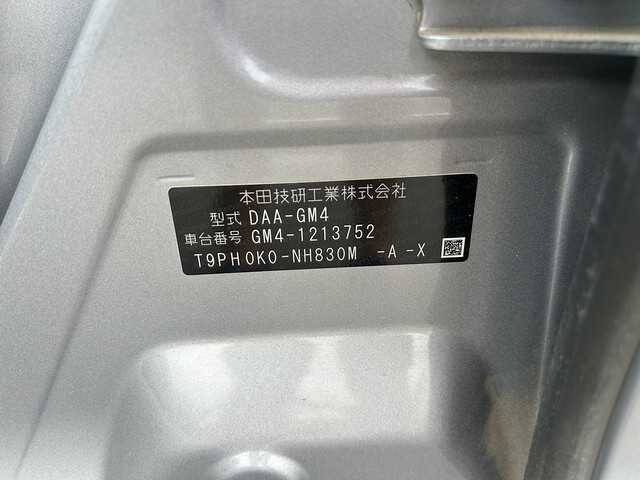 本田技研工業株式会社
型式 DAA-GM4
車台番号 GM4-1213752
T9PH0K0-NH830M -A -X